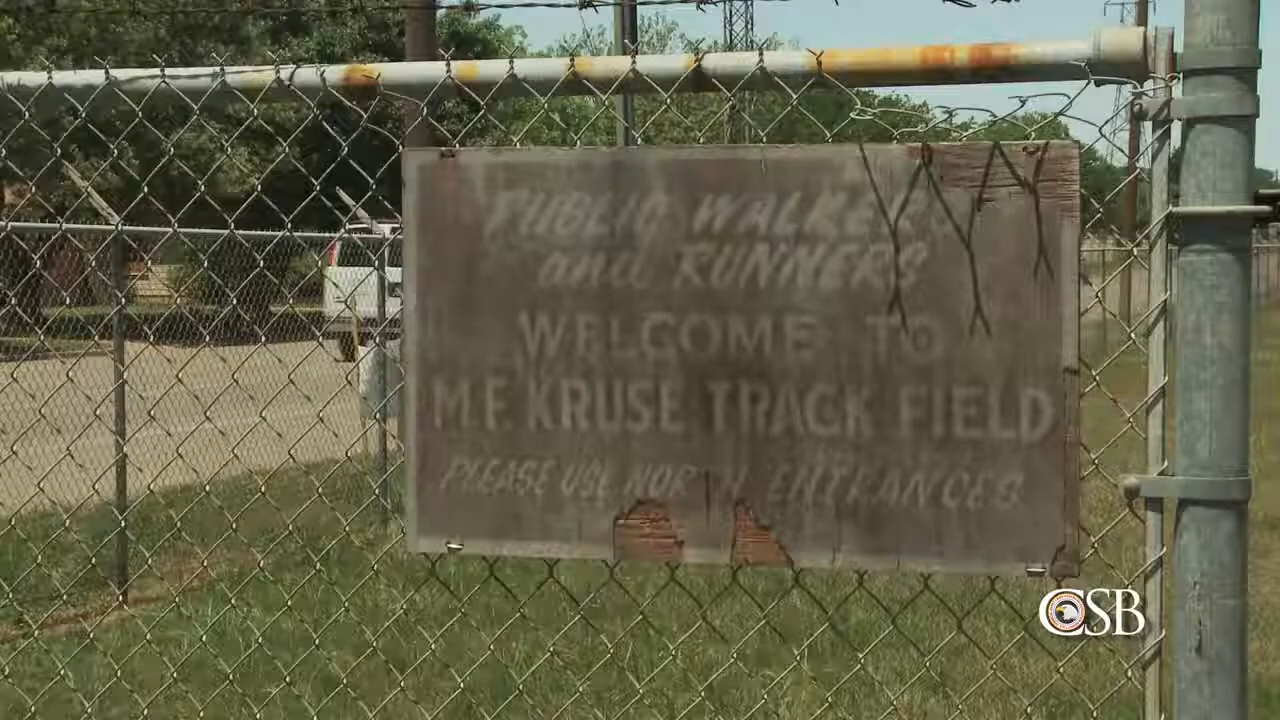 PUBLIC WALKERS
and RUNNERS
WELCOME TO
M.F. KRUSE TRACK FIELD
PLEASE USE NORTH ENTRANCES
CSB